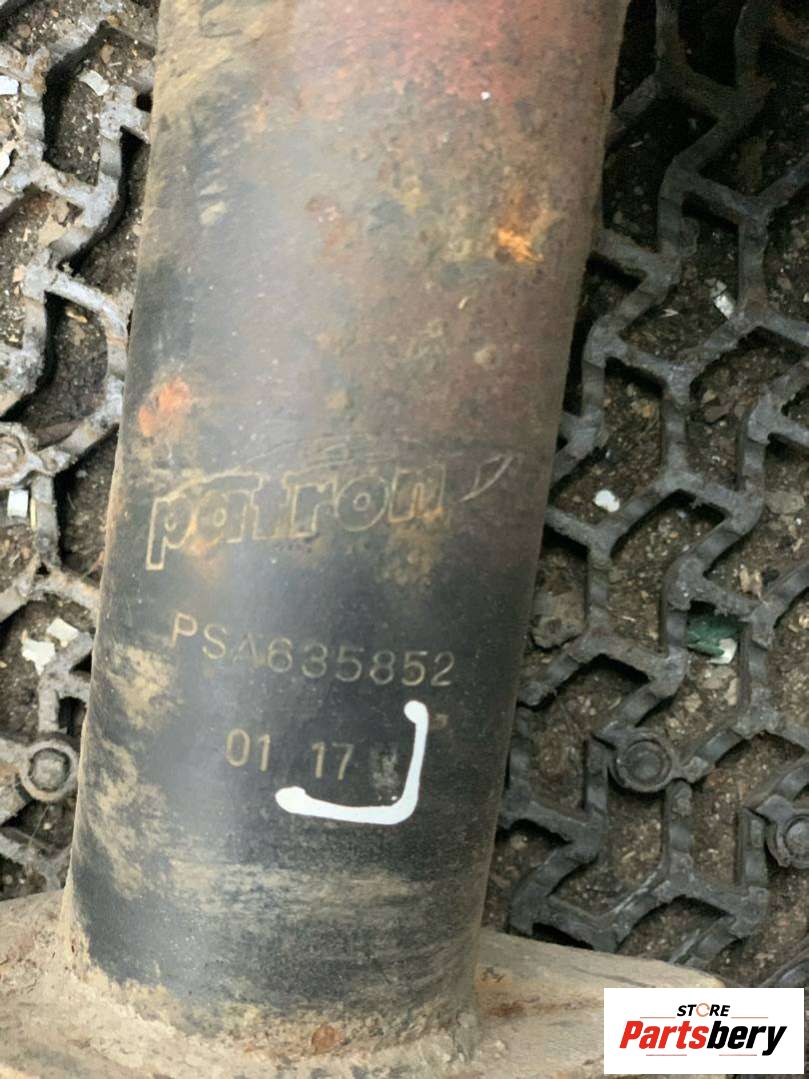 patron
PSA635852
01 17
STORE
Partsbery